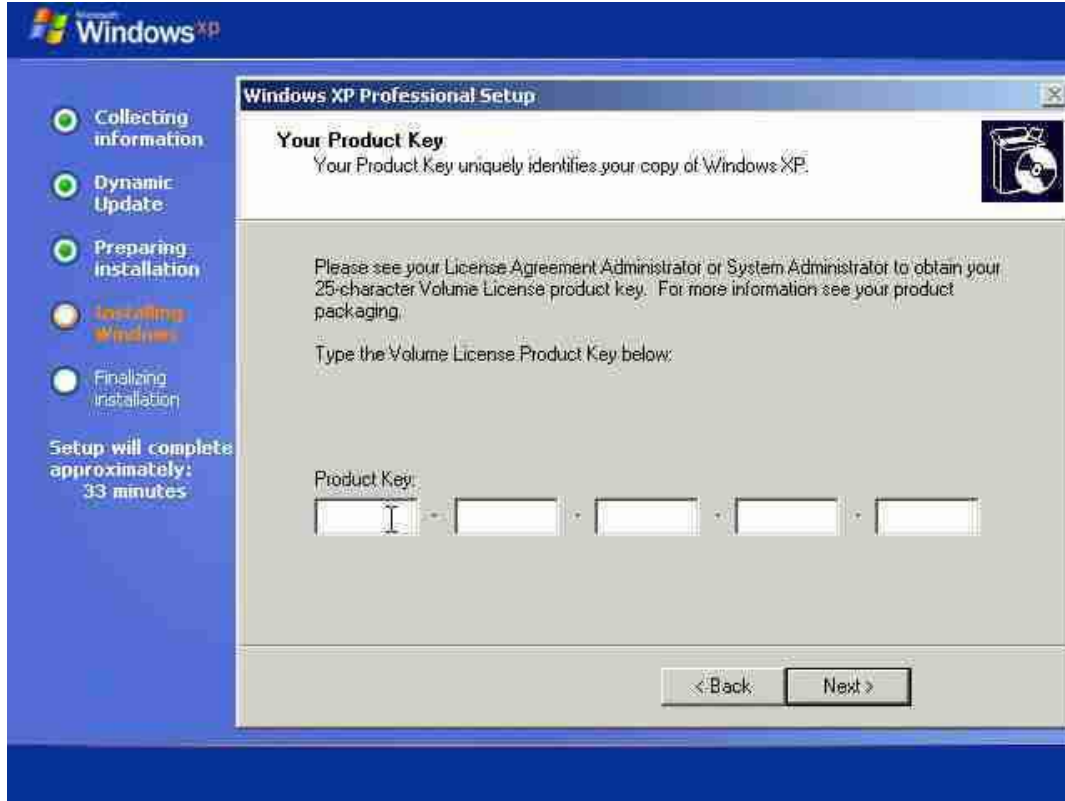 Microsoft
Windows xp
Windows XP Professional Setup
Collecting
information
Dynamic
Update
Preparing
installation
Installing
Windows
Finalizing
installation
Setup will complete
approximately:
33 minutes
Your Product Key
Your Product Key uniquely identifies your copy of Windows XP.
Please see your License Agreement Administrator or System Administrator to obtain your
25-character Volume License product key. For more information see your product
packaging.
Type the Volume License Product Key below:
Product Key:
- - - -
< Back
Next >